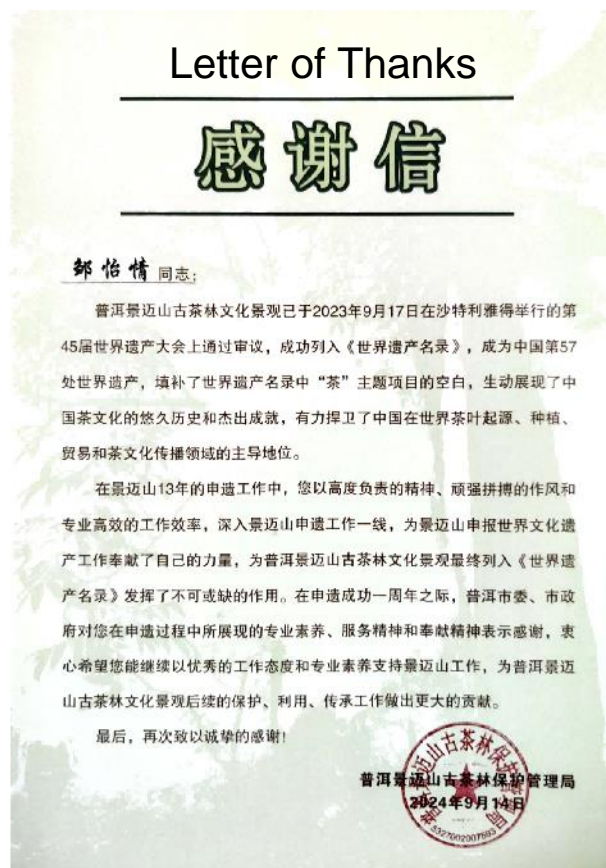 Letter of Thanks
感谢信
邹怡情 同志：
普洱景迈山古茶林文化景观已于2023年9月17日在沙特利雅得举行的第
45届世界遗产大会上通过审议，成功列入《世界遗产名录》，成为中国第57
处世界遗产，填补了世界遗产名录中“茶”主题项目的空白，生动展现了中
国茶文化的悠久历史和杰出成就，有力捍卫了中国在世界茶叶起源、种植、
贸易和茶文化传播领域的主导地位。
在景迈山13年的申遗工作中，您以高度负责的精神、顽强拼搏的作风和
专业高效的工作效率，深入景迈山申遗工作一线，为景迈山申报世界文化遗
产工作奉献了自己的力量，为普洱景迈山古茶林文化景观最终列入《世界遗
产名录》发挥了不可或缺的作用。在申遗成功一周年之际，普洱市委、市政
府对您在申遗过程中所展现的专业素养、服务精神和奉献精神表示感谢，衷
心希望您能继续以优秀的工作态度和专业素养支持景迈山工作，为普洱景迈
山古茶林文化景观后续的保护、利用、传承工作做出更大的贡献。
最后，再次致以诚挚的感谢！
普洱景迈山古茶林保护管理局
2024年9月14日